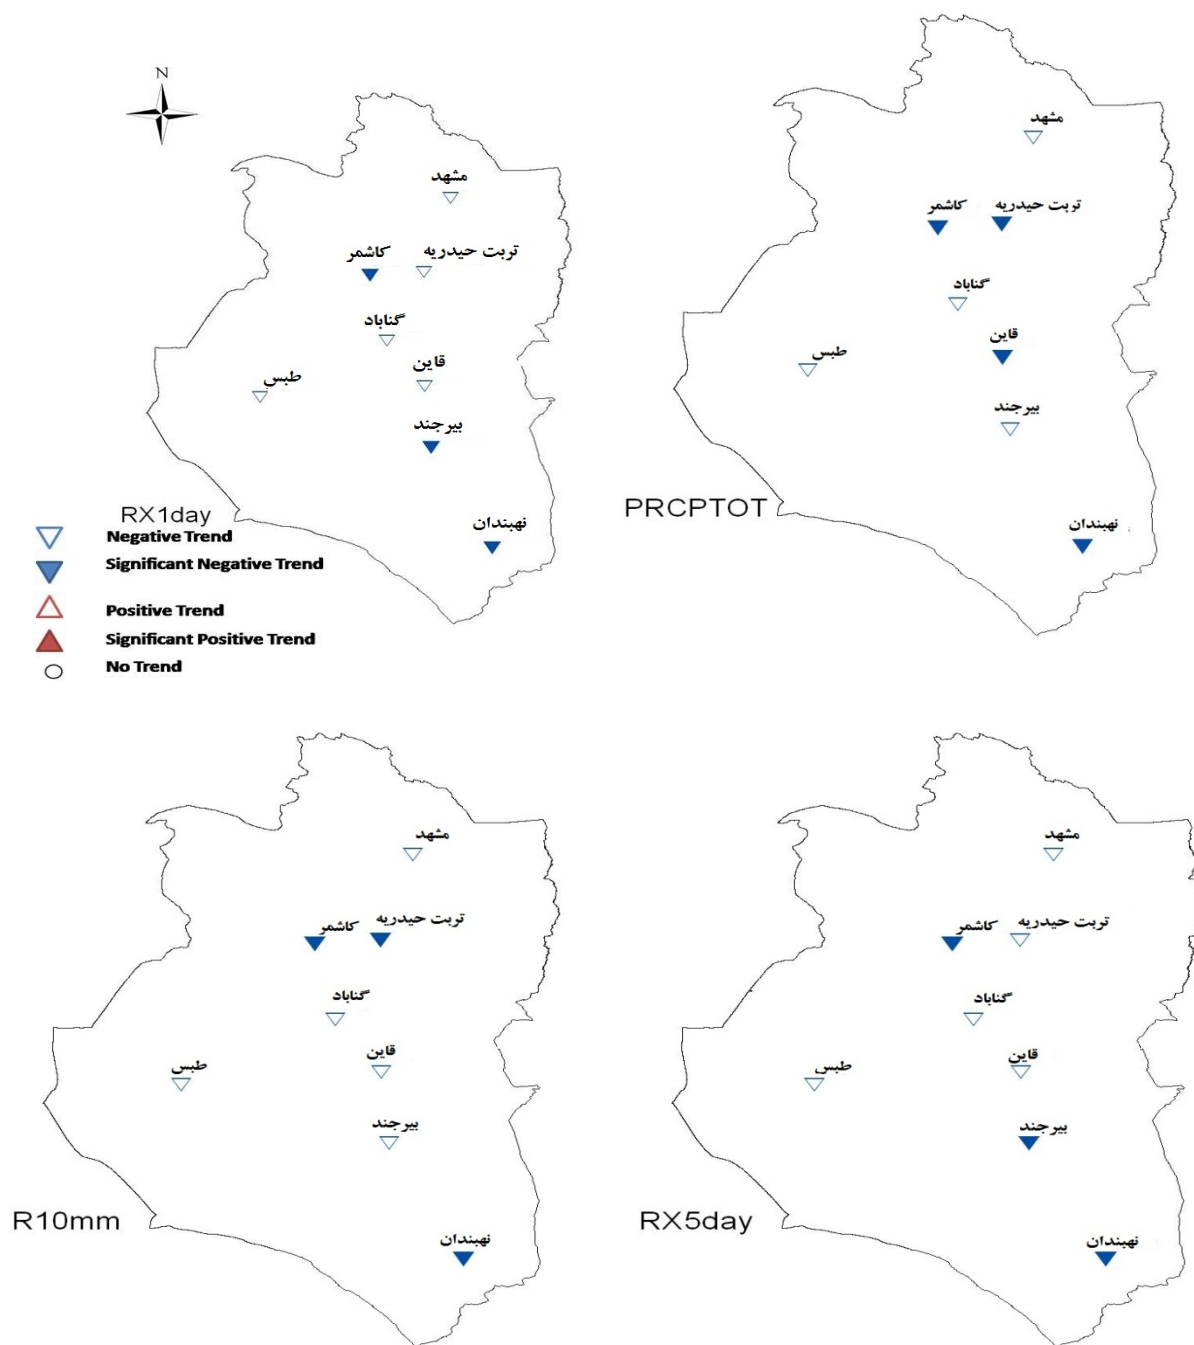 N
مشهد
کاشمر
تربت حیدریه
گناباد
قاین
طبس
بیرجند
نهبندان
RX1day
Negative Trend
Significant Negative Trend
Positive Trend
Significant Positive Trend
No Trend
مشهد
کاشمر
تربت حیدریه
گناباد
قاین
طبس
بیرجند
نهبندان
PRCPTOT
مشهد
کاشمر
تربت حیدریه
گناباد
قاین
طبس
بیرجند
نهبندان
R10mm
مشهد
کاشمر
تربت حیدریه
گناباد
قاین
طبس
بیرجند
نهبندان
RX5day